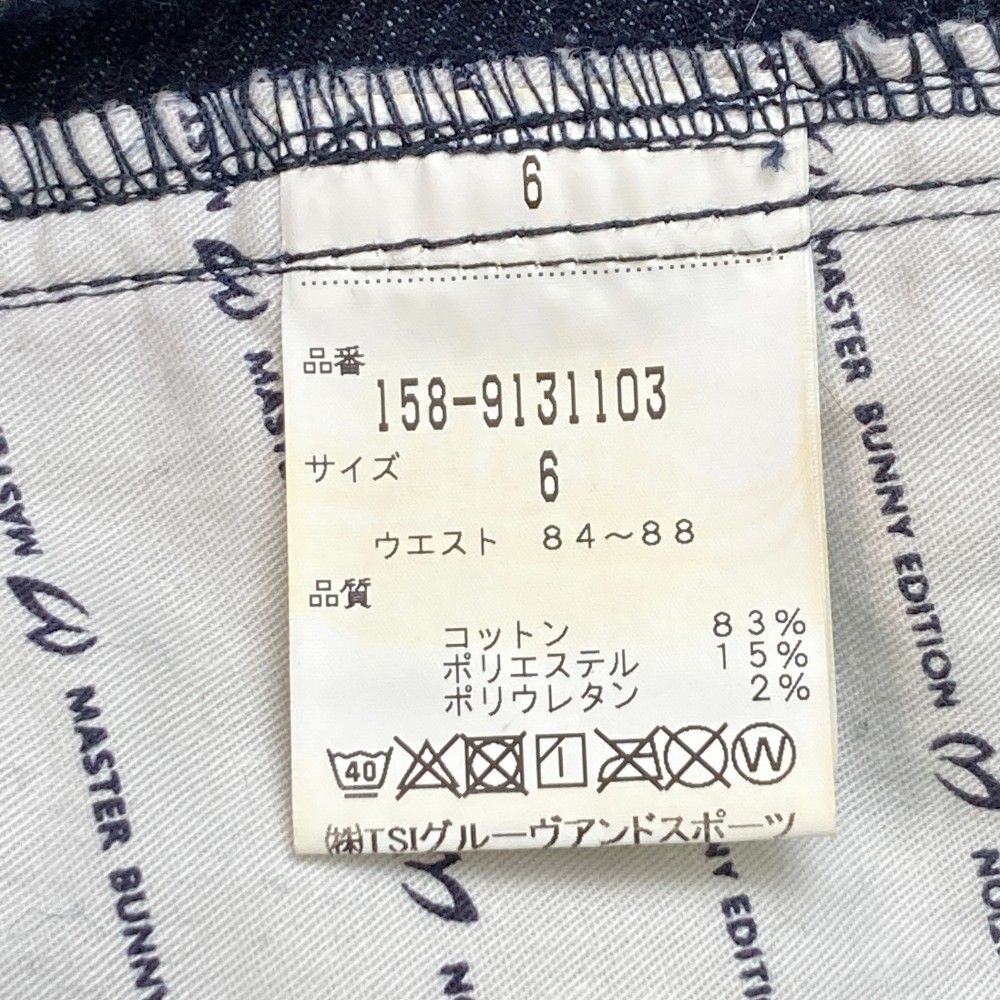 6
品番
158-9131103
サイズ 6
ウエスト 84～88
品質
コットン 83%
ポリエステル 15%
ポリウレタン 2%
40 W
㈱TSIグルーヴアンドスポーツ
MASTER BUNNY EDITION
MASTER BUNNY
MASTER